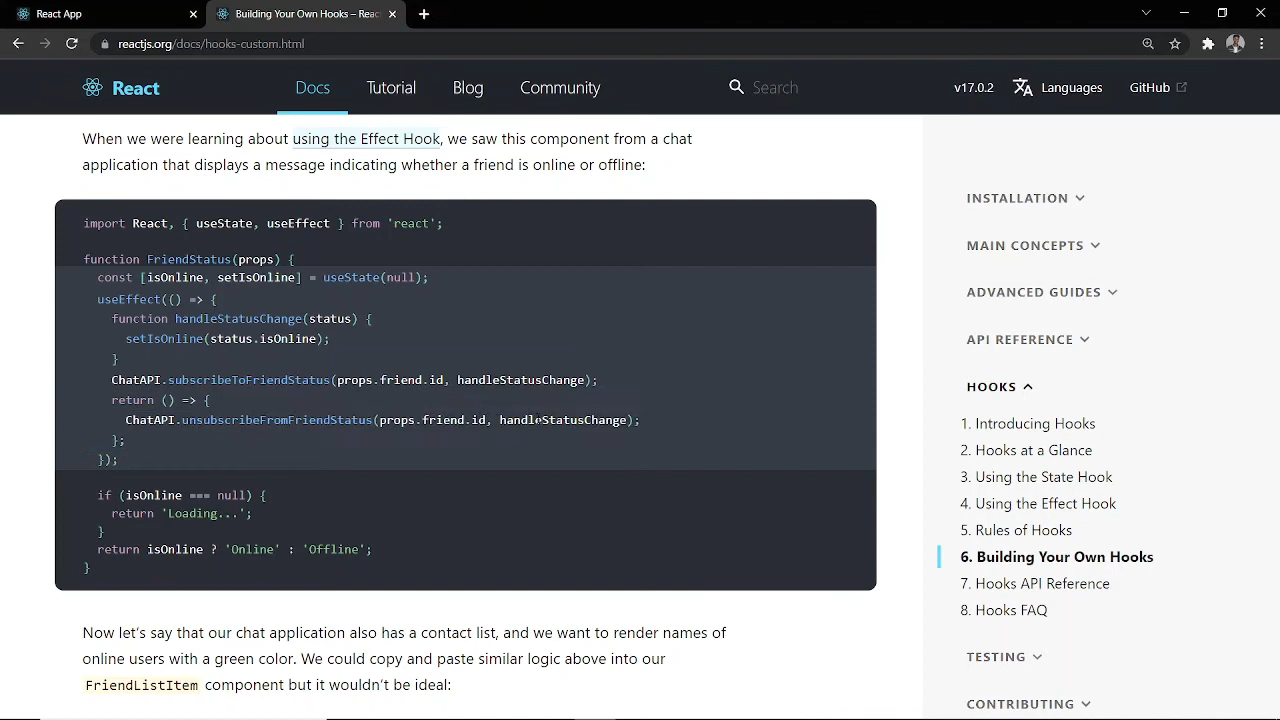 React App
Building Your Own Hooks – Reac
reactjs.org/docs/hooks-custom.html
React
Docs
Tutorial
Blog
Community
Search
v17.0.2
Languages
GitHub
When we were learning about using the Effect Hook, we saw this component from a chat
application that displays a message indicating whether a friend is online or offline:
import React, { useState, useEffect } from 'react';
function FriendStatus(props) {
const [isOnline, setIsOnline] = useState(null);
useEffect(() => {
function handleStatusChange(status) {
setIsOnline(status.isOnline);
}
ChatAPI.subscribeToFriendStatus(props.friend.id, handleStatusChange);
return () => {
ChatAPI.unsubscribeFromFriendStatus(props.friend.id, handleStatusChange);
};
});
if (isOnline === null) {
return 'Loading...';
}
return isOnline ? 'Online' : 'Offline';
}
Now let's say that our chat application also has a contact list, and we want to render names of
online users with a green color. We could copy and paste similar logic above into our
FriendListItem component but it wouldn't be ideal:
INSTALLATION
MAIN CONCEPTS
ADVANCED GUIDES
API REFERENCE
HOOKS
1. Introducing Hooks
2. Hooks at a Glance
3. Using the State Hook
4. Using the Effect Hook
5. Rules of Hooks
6. Building Your Own Hooks
7. Hooks API Reference
8. Hooks FAQ
TESTING
CONTRIBUTING